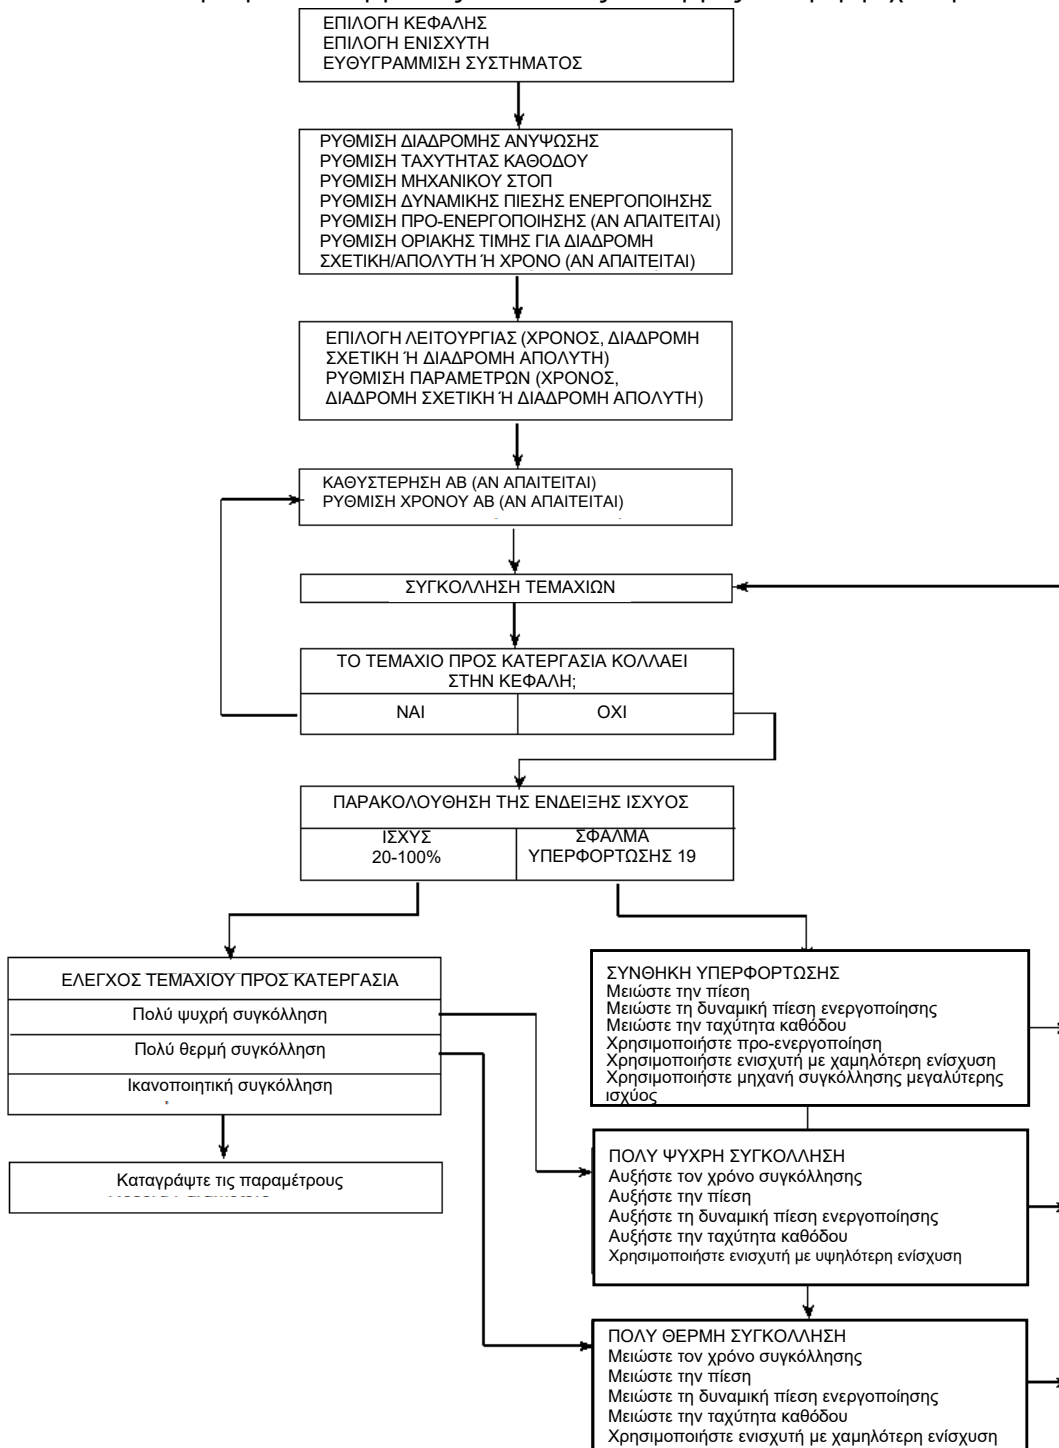 ΕΠΙΛΟΓΗ ΚΕΦΑΛΗΣ
ΕΠΙΛΟΓΗ ΕΝΙΣΧΥΤΗ
ΕΥΘΥΓΡΑΜΜΙΣΗ ΣΥΣΤΗΜΑΤΟΣ
ΡΥΘΜΙΣΗ ΔΙΑΔΡΟΜΗΣ ΑΝΥΨΩΣΗΣ
ΡΥΘΜΙΣΗ ΤΑΧΥΤΗΤΑΣ ΚΑΘΟΔΟΥ
ΡΥΘΜΙΣΗ ΜΗΧΑΝΙΚΟΥ ΣΤΟΠ
ΡΥΘΜΙΣΗ ΔΥΝΑΜΙΚΗΣ ΠΙΕΣΗΣ ΕΝΕΡΓΟΠΟΙΗΣΗΣ
ΡΥΘΜΙΣΗ ΠΡΟ-ΕΝΕΡΓΟΠΟΙΗΣΗΣ (ΑΝ ΑΠΑΙΤΕΙΤΑΙ)
ΡΥΘΜΙΣΗ ΟΡΙΑΚΗΣ ΤΙΜΗΣ ΓΙΑ ΔΙΑΔΡΟΜΗ
ΣΧΕΤΙΚΗ/ΑΠΟΛΥΤΗ Ή ΧΡΟΝΟ (ΑΝ ΑΠΑΙΤΕΙΤΑΙ)
ΕΠΙΛΟΓΗ ΛΕΙΤΟΥΡΓΙΑΣ (ΧΡΟΝΟΣ, ΔΙΑΔΡΟΜΗ
ΣΧΕΤΙΚΗ Ή ΔΙΑΔΡΟΜΗ ΑΠΟΛΥΤΗ)
ΡΥΘΜΙΣΗ ΠΑΡΑΜΕΤΡΩΝ (ΧΡΟΝΟΣ,
ΔΙΑΔΡΟΜΗ ΣΧΕΤΙΚΗ Ή ΔΙΑΔΡΟΜΗ ΑΠΟΛΥΤΗ)
ΚΑΘΥΣΤΕΡΗΣΗ ΑΒ (ΑΝ ΑΠΑΙΤΕΙΤΑΙ)
ΡΥΘΜΙΣΗ ΧΡΟΝΟΥ ΑΒ (ΑΝ ΑΠΑΙΤΕΙΤΑΙ)
ΣΥΓΚΟΛΛΗΣΗ ΤΕΜΑΧΙΩΝ
ΤΟ ΤΕΜΑΧΙΟ ΠΡΟΣ ΚΑΤΕΡΓΑΣΙΑ ΚΟΛΛΑΕΙ
ΣΤΗΝ ΚΕΦΑΛΗ;
ΝΑΙ
ΟΧΙ
ΠΑΡΑΚΟΛΟΥΘΗΣΗ ΤΗΣ ΕΝΔΕΙΞΗΣ ΙΣΧΥΟΣ
ΙΣΧΥΣ
20-100%
ΣΦΑΛΜΑ
ΥΠΕΡΦΟΡΤΩΣΗΣ 19
ΕΛΕΓΧΟΣ ΤΕΜΑΧΙΟΥ ΠΡΟΣ ΚΑΤΕΡΓΑΣΙΑ
Πολύ ψυχρή συγκόλληση
Πολύ θερμή συγκόλληση
Ικανοποιητική συγκόλληση
Καταγράψτε τις παραμέτρους
ΣΥΝΘΗΚΗ ΥΠΕΡΦΟΡΤΩΣΗΣ
Μειώστε την πίεση
Μειώστε τη δυναμική πίεση ενεργοποίησης
Μειώστε την ταχύτητα καθόδου
Χρησιμοποιήστε προ-ενεργοποίηση
Χρησιμοποιήστε ενισχυτή με χαμηλότερη ενίσχυση
Χρησιμοποιήστε μηχανή συγκόλλησης μεγαλύτερης
ισχύος
ΠΟΛΥ ΨΥΧΡΗ ΣΥΓΚΟΛΛΗΣΗ
Αυξήστε τον χρόνο συγκόλλησης
Αυξήστε την πίεση
Αυξήστε τη δυναμική πίεση ενεργοποίησης
Αυξήστε την ταχύτητα καθόδου
Χρησιμοποιήστε ενισχυτή με υψηλότερη ενίσχυση
ΠΟΛΥ ΘΕΡΜΗ ΣΥΓΚΟΛΛΗΣΗ
Μειώστε τον χρόνο συγκόλλησης
Μειώστε την πίεση
Μειώστε τη δυναμική πίεση ενεργοποίησης
Μειώστε την ταχύτητα καθόδου
Χρησιμοποιήστε ενισχυτή με χαμηλότερη ενίσχυση